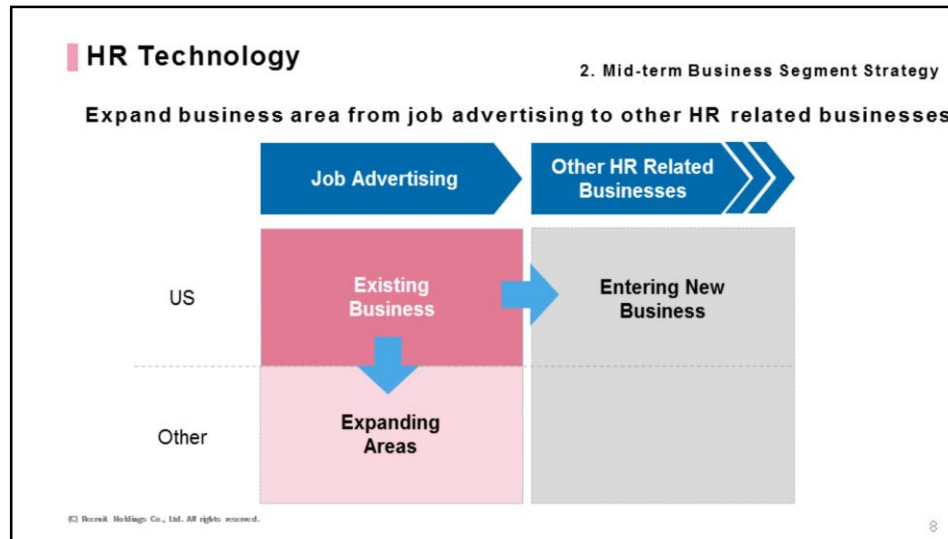 HR Technology
2. Mid-term Business Segment Strategy
Expand business area from job advertising to other HR related businesses
Job Advertising
Other HR Related
Businesses
US
Existing
Business
Entering New
Business
Other
Expanding
Areas
(C) Recruit Holdings Co., Ltd. All rights reserved.
8